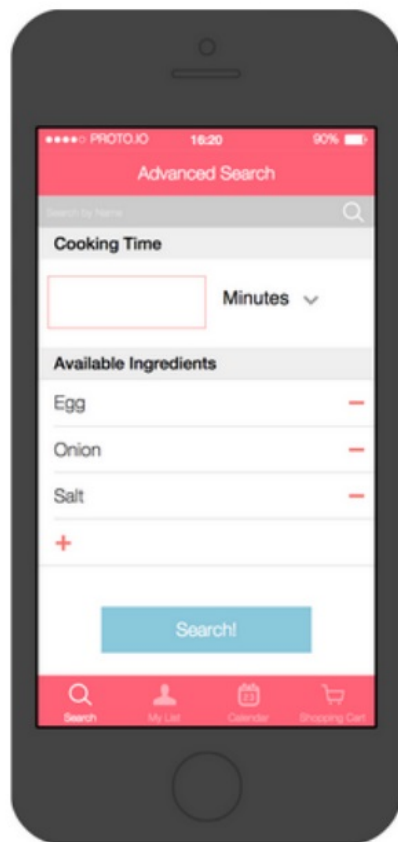 PROTO.IO 16:20 90%
Advanced Search
Search by Name
Cooking Time
Minutes
Available Ingredients
Egg
Onion
Salt
+
Search!
23
Search My List Calendar Shopping Cart